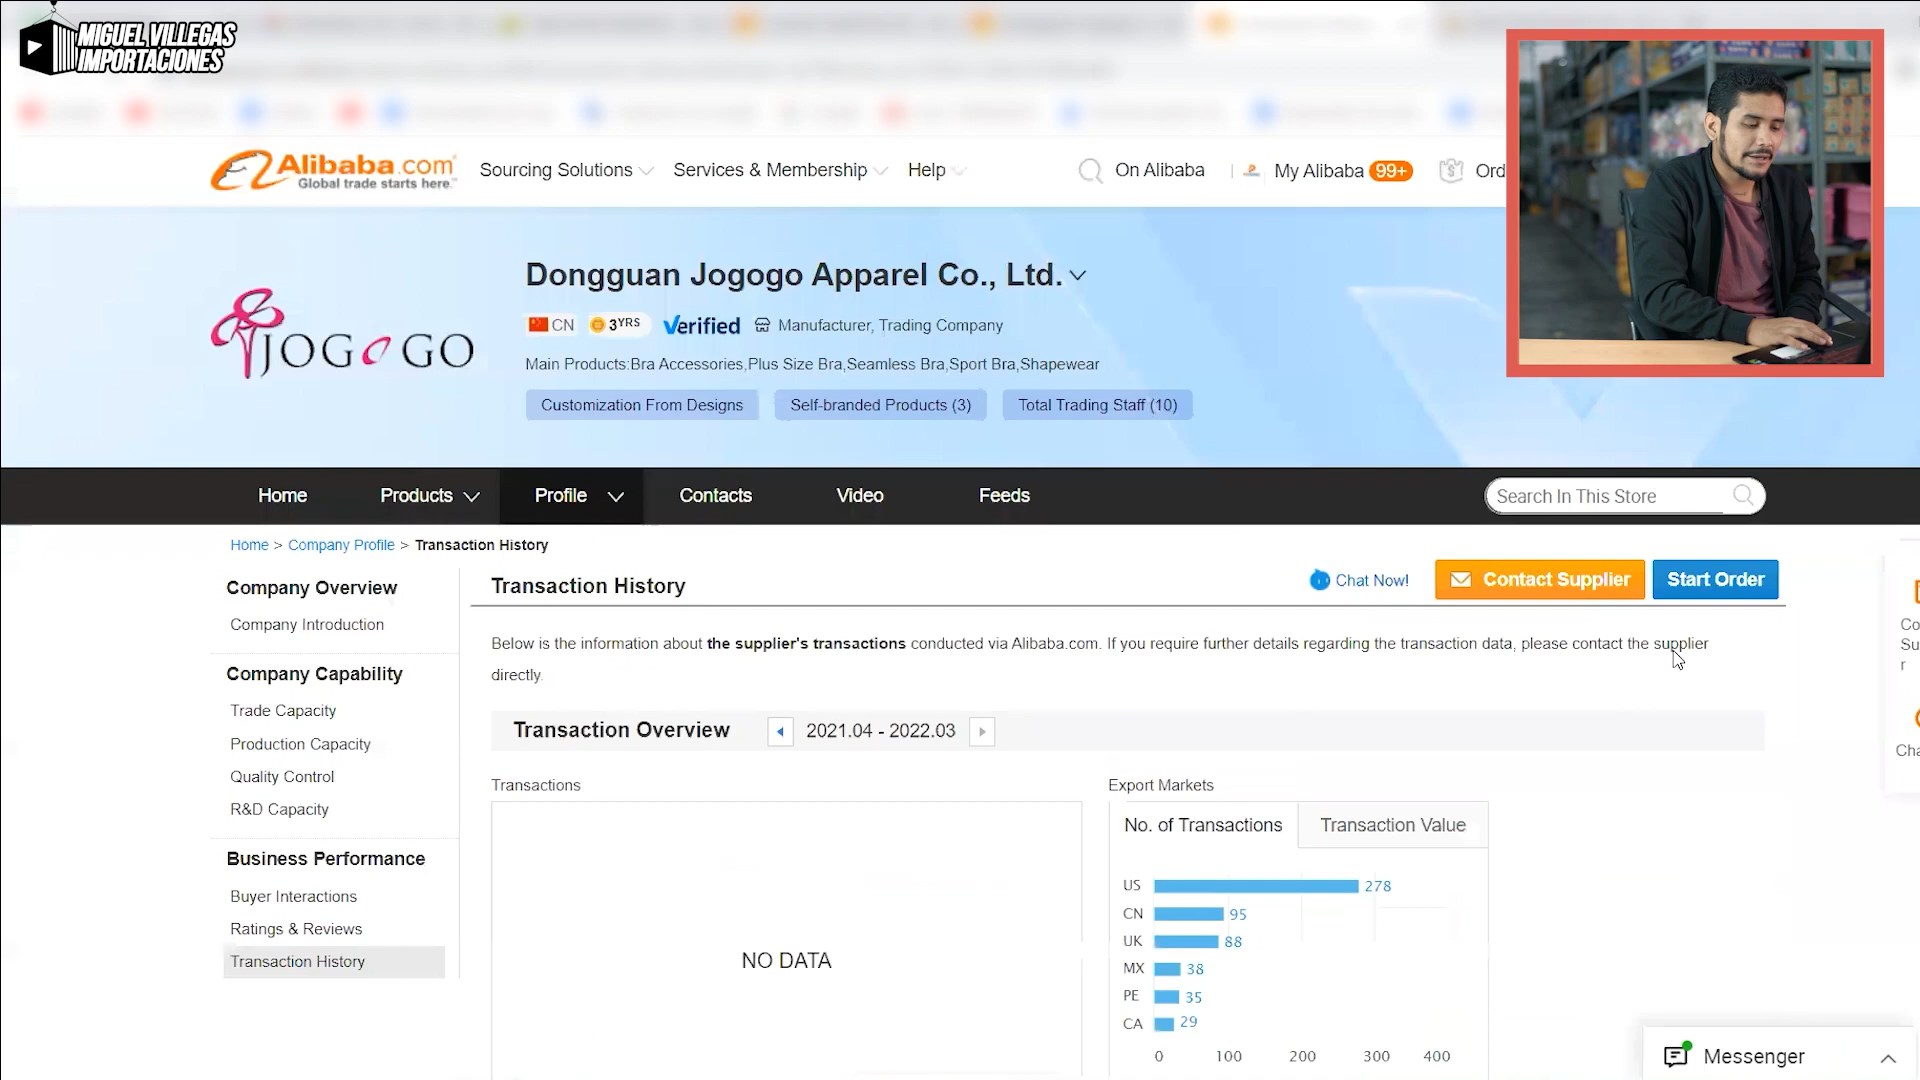 MIGUEL VILLEGAS
IMPORTACIONES
Alibaba.com
Global trade starts here.™
Sourcing Solutions
Services & Membership
Help
On Alibaba
My Alibaba 99+
Ord
JOGOGO
Dongguan Jogogo Apparel Co., Ltd.
CN 3YRS Verified Manufacturer, Trading Company
Main Products:Bra Accessories,Plus Size Bra,Seamless Bra,Sport Bra,Shapewear
Customization From Designs
Self-branded Products (3)
Total Trading Staff (10)
Home
Products
Profile
Contacts
Video
Feeds
Search In This Store
Home > Company Profile > Transaction History
Company Overview
Company Introduction
Company Capability
Trade Capacity
Production Capacity
Quality Control
R&D Capacity
Business Performance
Buyer Interactions
Ratings & Reviews
Transaction History
Transaction History
Chat Now!
Contact Supplier
Start Order
Below is the information about the supplier's transactions conducted via Alibaba.com. If you require further details regarding the transaction data, please contact the supplier
directly.
Transaction Overview
2021.04 - 2022.03
Transactions
NO DATA
Export Markets
No. of Transactions
Transaction Value
US 278
CN 95
UK 88
MX 38
PE 35
CA 29
0 100 200 300 400
Co
Su
r
Cha
Messenger